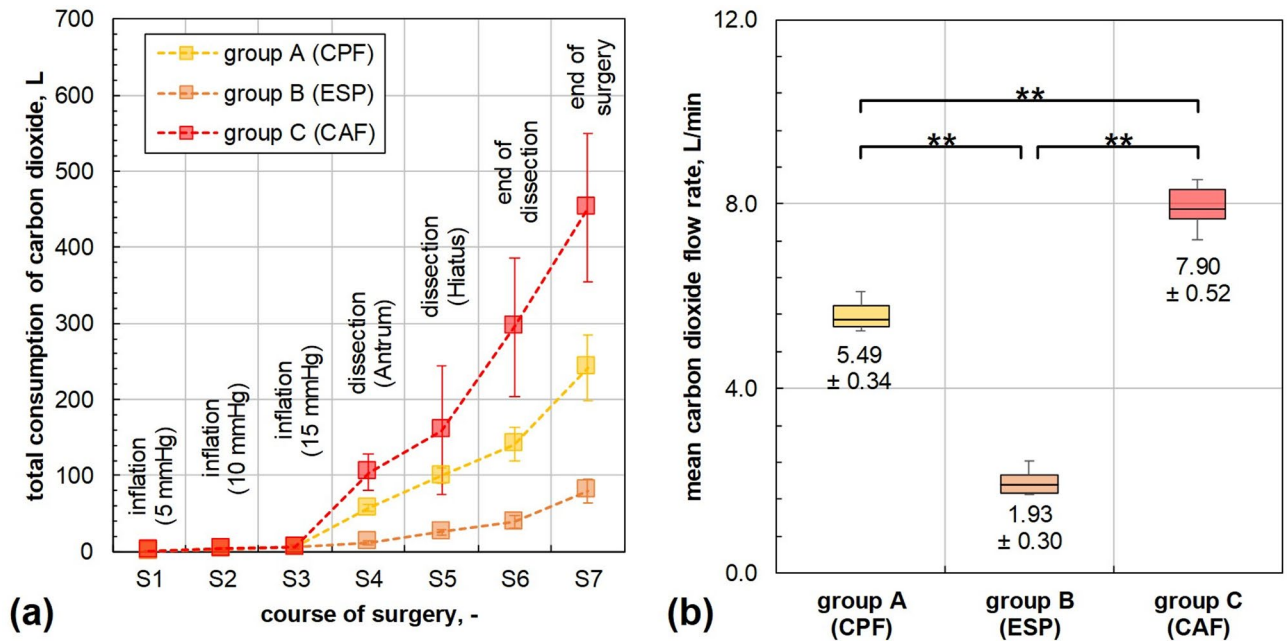 700
600
500
400
300
200
100
0
total consumption of carbon dioxide, L
group A (CPF)
group B (ESP)
group C (CAF)
inflation
(5 mmHg)
inflation
(10 mmHg)
inflation
(15 mmHg)
dissection
(Antrum)
dissection
(Hiatus)
end of
dissection
end of
surgery
S1 S2 S3 S4 S5 S6 S7
course of surgery, -
(a)
12.0
8.0
4.0
0.0
mean carbon dioxide flow rate, L/min
**
** **
5.49
± 0.34
1.93
± 0.30
7.90
± 0.52
group A
(CPF)
group B
(ESP)
group C
(CAF)
(b)